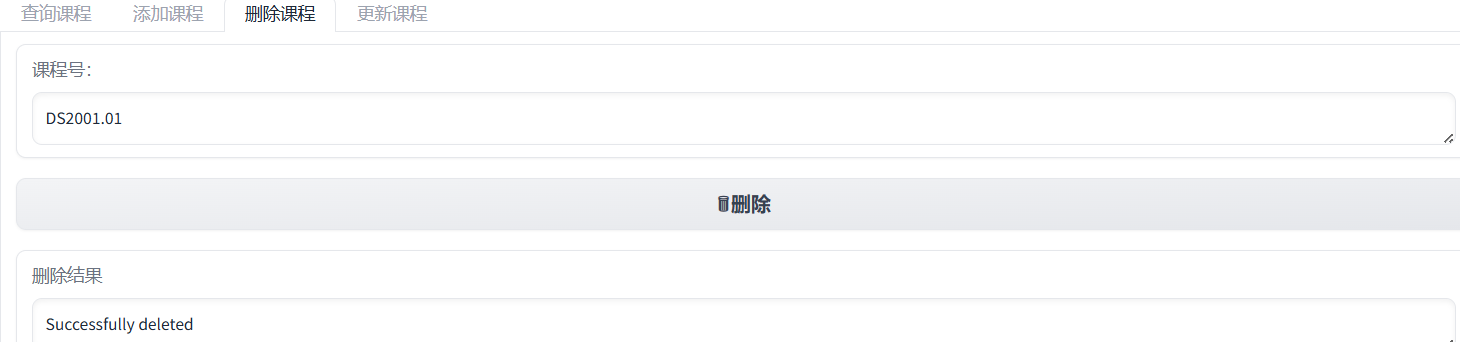 查询课程 添加课程 删除课程 更新课程
课程号：
DS2001.01
🗑删除
删除结果
Successfully deleted